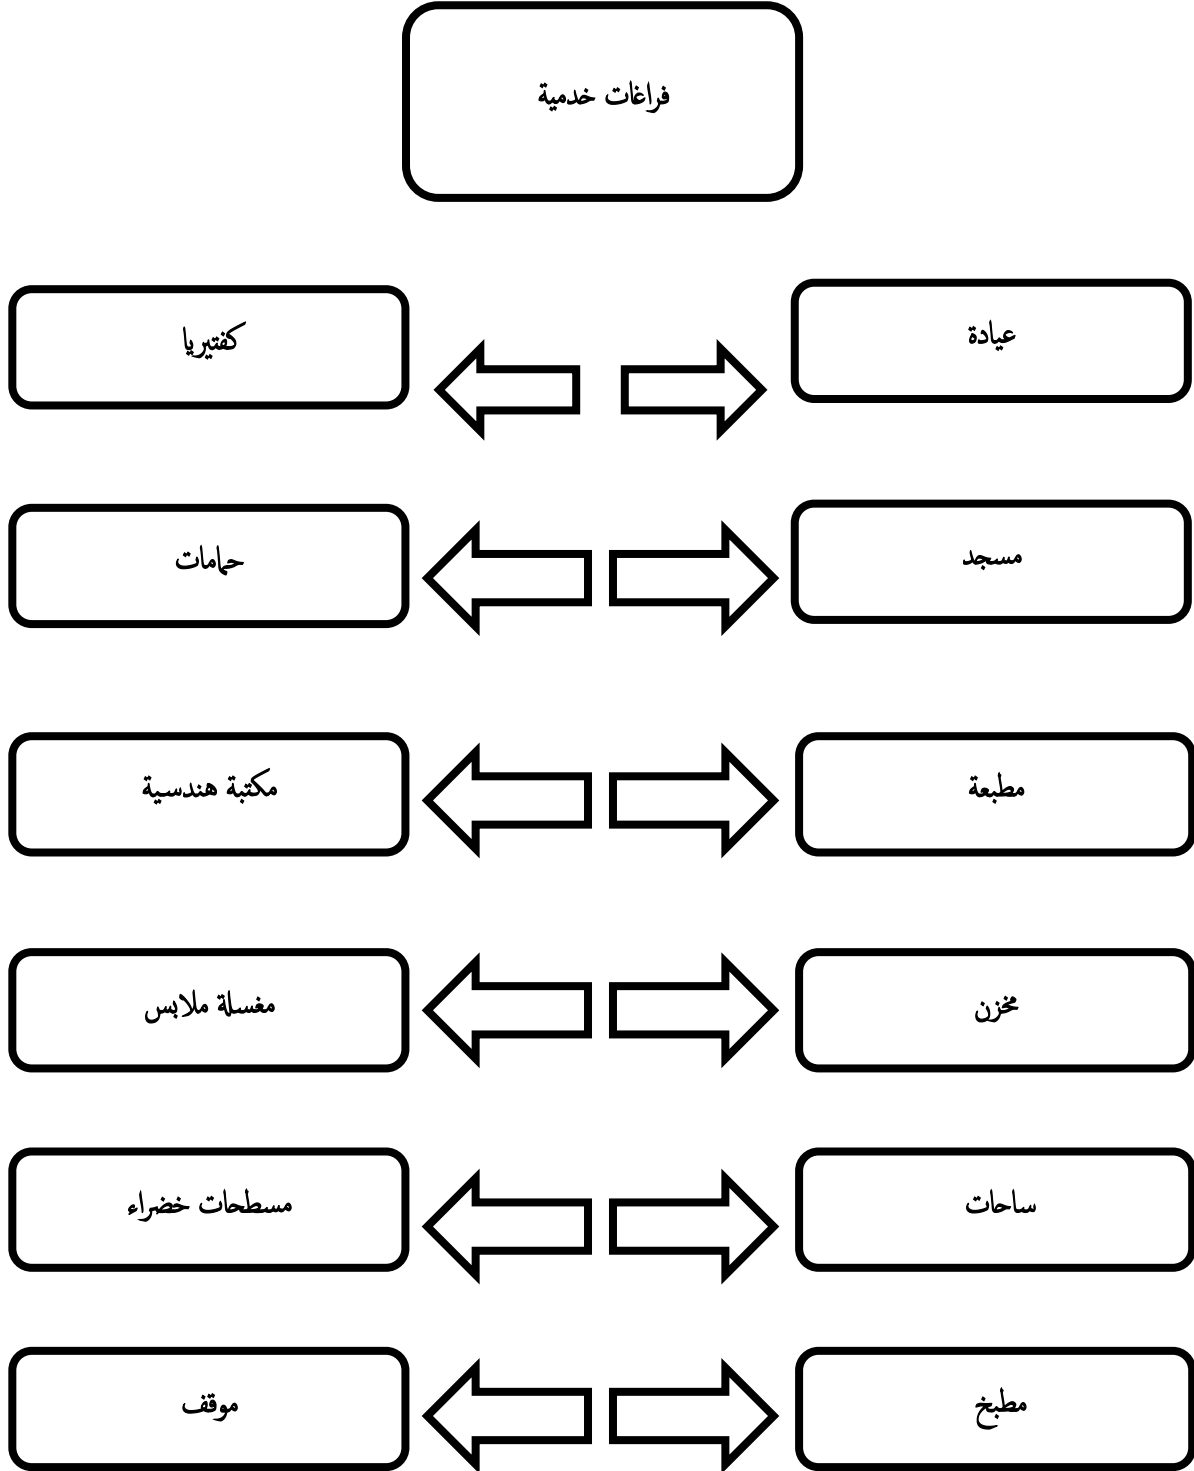 فراغات خدمية
عيادة
كفتيريا
مسجد
حمامات
مطبعة
مكتبة هندسية
مخزن
مغسلة ملابس
ساحات
مسطحات خضراء
مطبخ
موقف